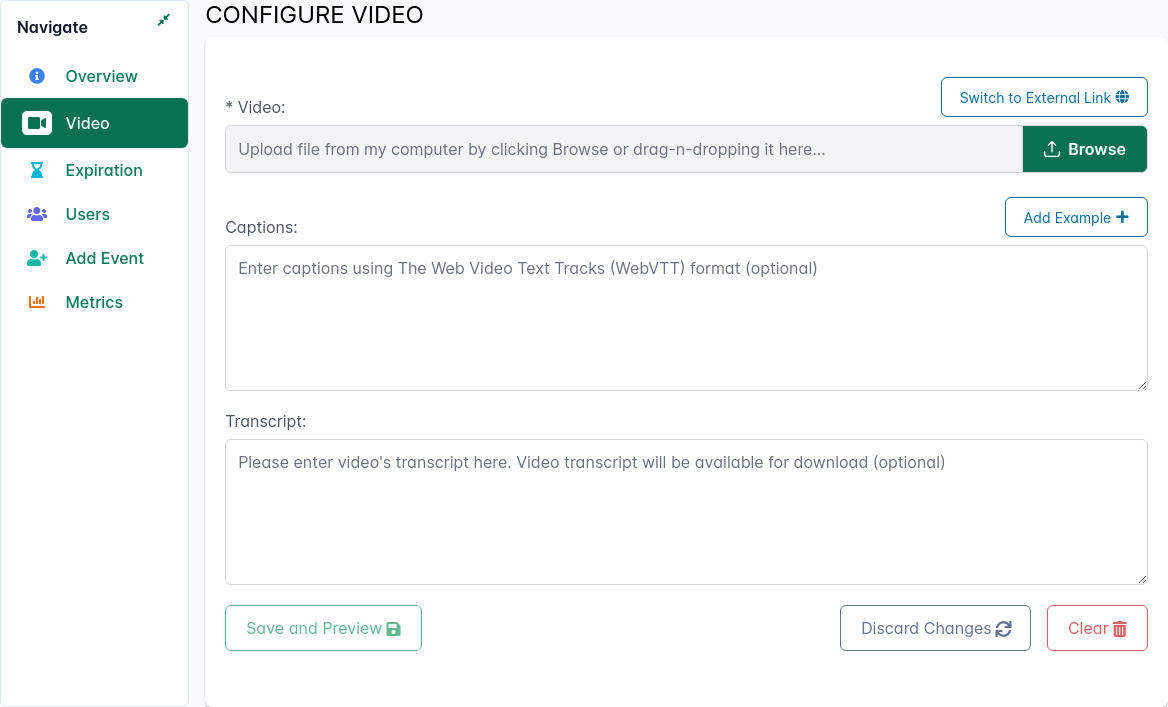 Navigate
Overview
Video
Expiration
Users
Add Event
Metrics
CONFIGURE VIDEO
* Video:
Switch to External Link
Upload file from my computer by clicking Browse or drag-n-dropping it here...
Browse
Captions:
Add Example
Enter captions using The Web Video Text Tracks (WebVTT) format (optional)
Transcript:
Please enter video's transcript here. Video transcript will be available for download (optional)
Save and Preview
Discard Changes
Clear